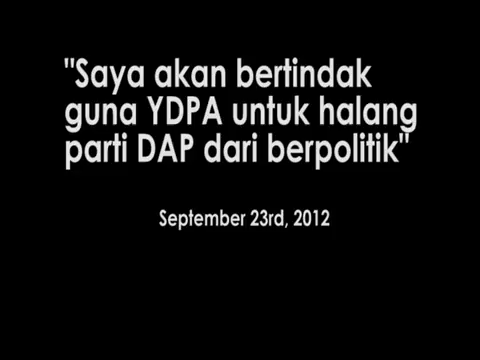 "Saya akan bertindak
guna YDPA untuk halang
parti DAP dari berpolitik"
September 23rd, 2012